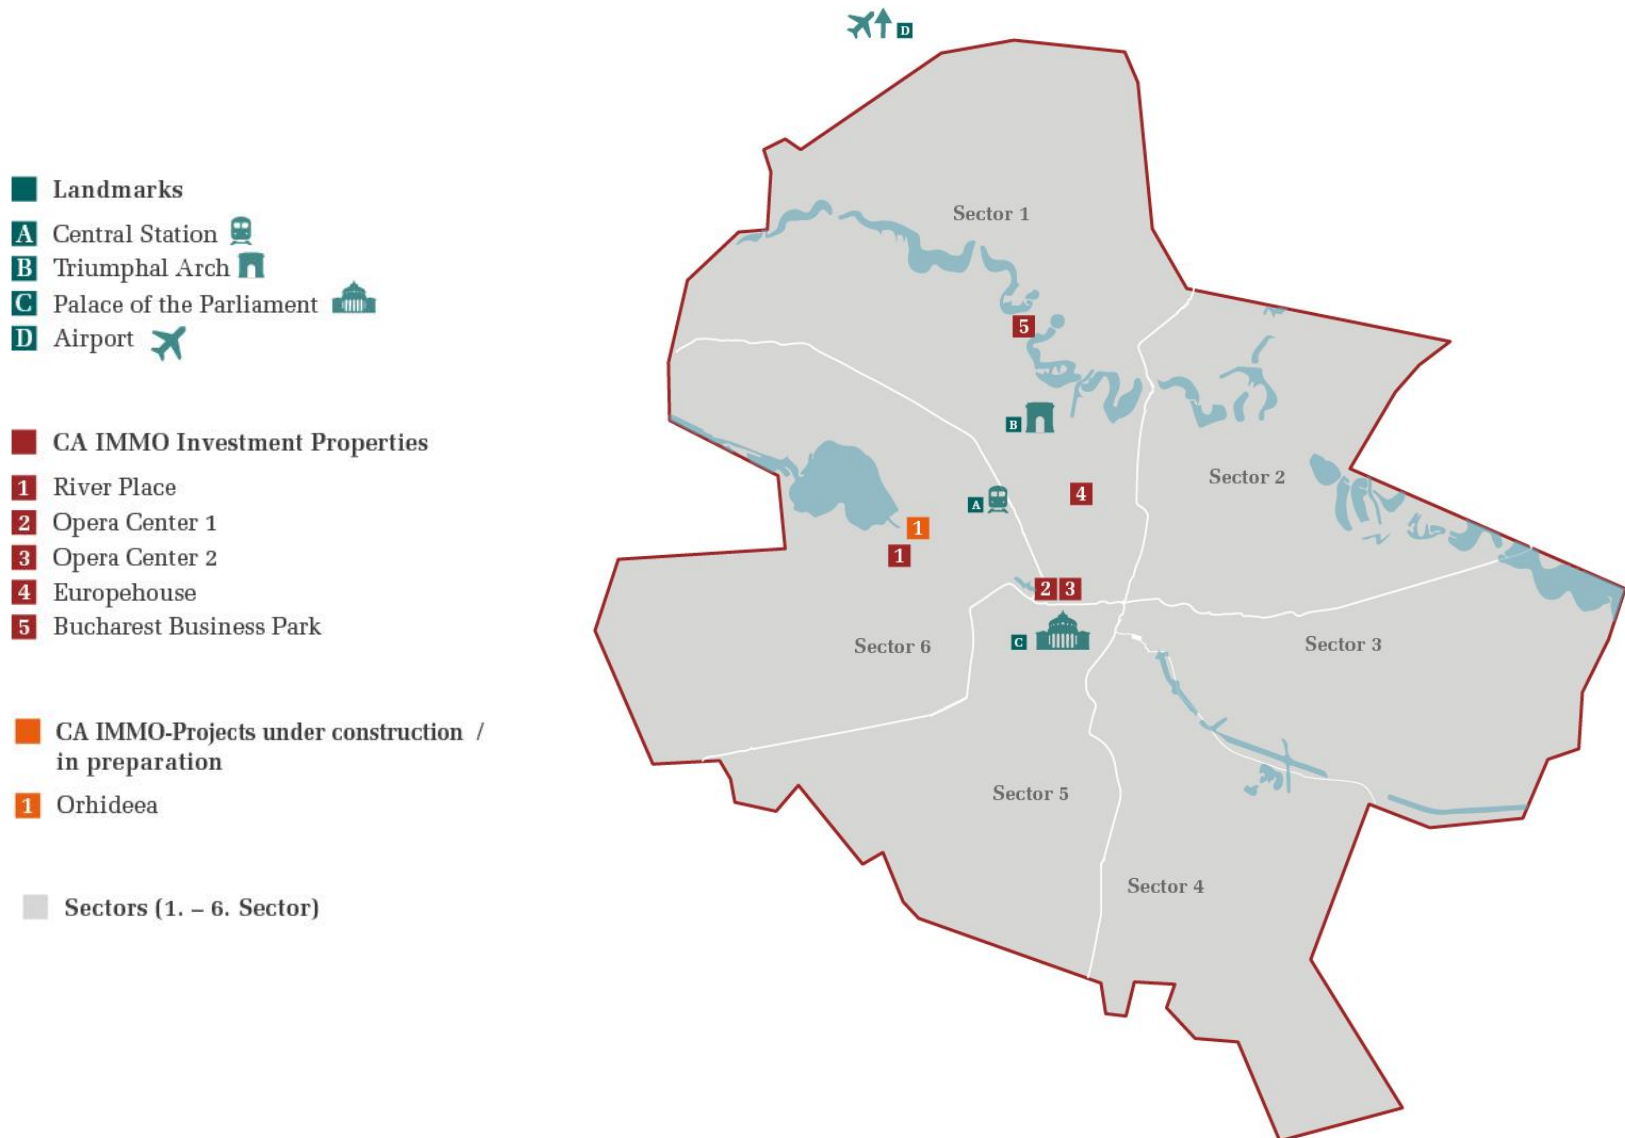 D
Landmarks
A Central Station
B Triumphal Arch
C Palace of the Parliament
D Airport
CA IMMO Investment Properties
1 River Place
2 Opera Center 1
3 Opera Center 2
4 Europehouse
5 Bucharest Business Park
CA IMMO-Projects under construction /
in preparation
1 Orhideea
Sectors (1. – 6. Sector)
Sector 1
5
B
Sector 2
4
A
1
1
2 3
C
Sector 6
Sector 3
Sector 5
Sector 4